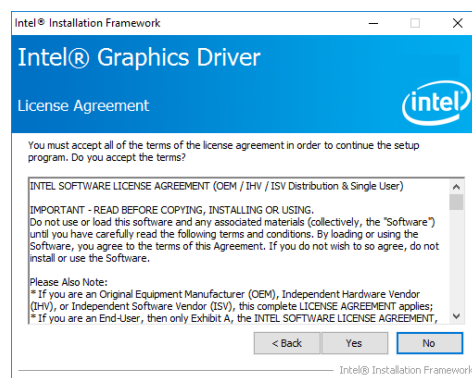 Intel® Installation Framework
Intel® Graphics Driver
License Agreement
intel
You must accept all of the terms of the license agreement in order to continue the setup
program. Do you accept the terms?
INTEL SOFTWARE LICENSE AGREEMENT (OEM / IHV / ISV Distribution & Single User)
IMPORTANT - READ BEFORE COPYING, INSTALLING OR USING.
Do not use or load this software and any associated materials (collectively, the "Software")
until you have carefully read the following terms and conditions. By loading or using the
Software, you agree to the terms of this Agreement. If you do not wish to so agree, do not
install or use the Software.
Please Also Note:
* If you are an Original Equipment Manufacturer (OEM), Independent Hardware Vendor
(IHV), or Independent Software Vendor (ISV), this complete LICENSE AGREEMENT applies;
* If you are an End-User, then only Exhibit A, the INTEL SOFTWARE LICENSE AGREEMENT,
< Back Yes No
Intel® Installation Framework